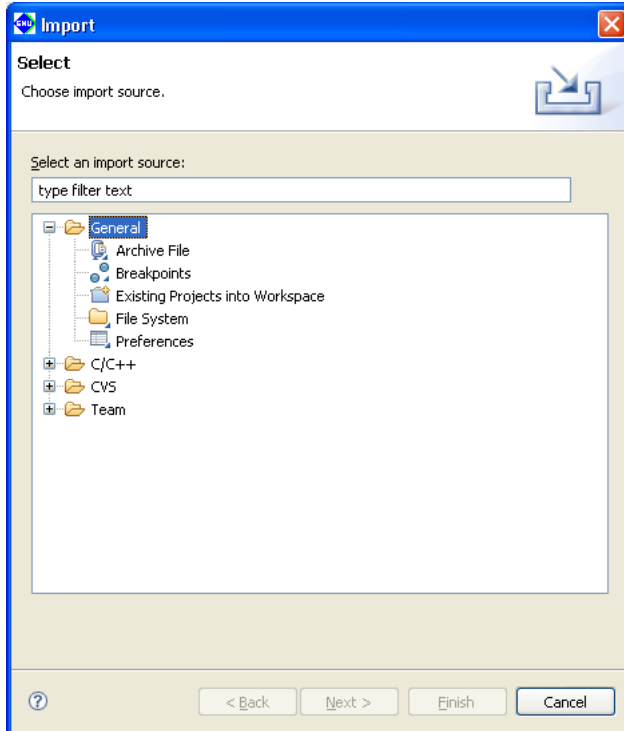 GNU Import
Select
Choose import source.
Select an import source:
type filter text
General
Archive File
Breakpoints
Existing Projects into Workspace
File System
Preferences
C/C++
CVS
Team
?
< Back Next > Finish Cancel